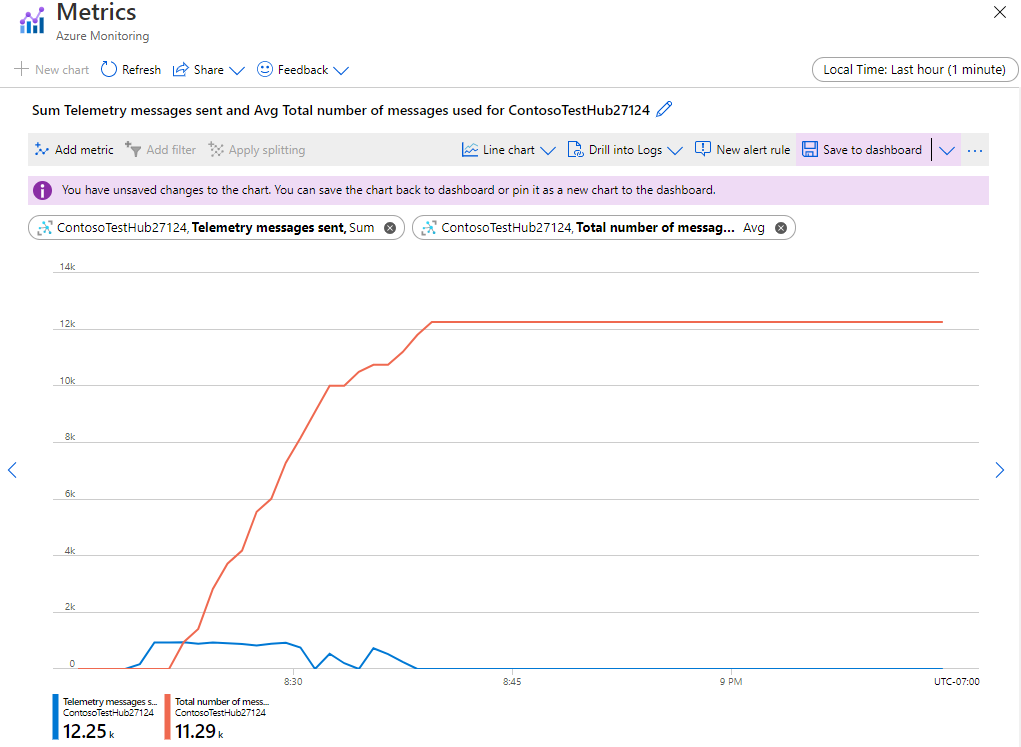 Metrics
Azure Monitoring
New chart Refresh Share Feedback Local Time: Last hour (1 minute)
Sum Telemetry messages sent and Avg Total number of messages used for ContosoTestHub27124
Add metric Add filter Apply splitting Line chart Drill into Logs New alert rule Save to dashboard ...
You have unsaved changes to the chart. You can save the chart back to dashboard or pin it as a new chart to the dashboard.
ContosoTestHub27124, Telemetry messages sent, Sum ContosoTestHub27124, Total number of messag... Avg
14k
12k
10k
8k
6k
4k
2k
0
8:30 8:45 9 PM UTC-07:00
Telemetry messages s... Total number of mess...
ContosoTestHub27124 ContosoTestHub27124
12.25 k 11.29 k